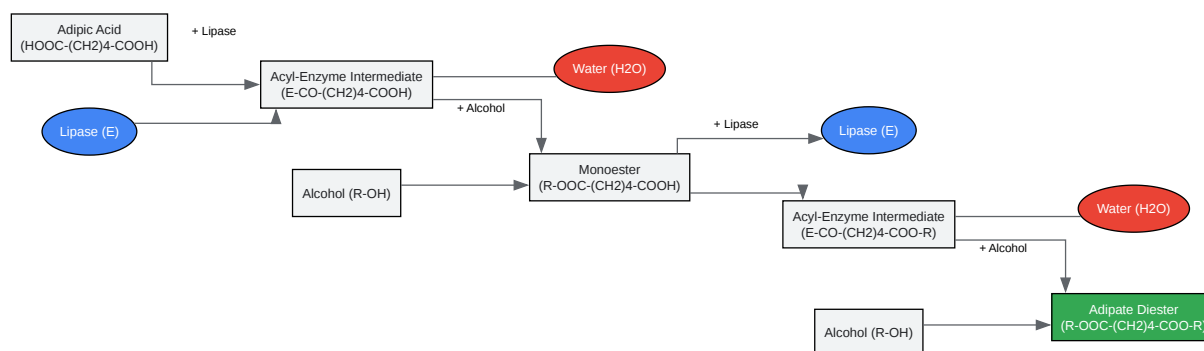 Adipic Acid
(HOOC-(CH2)4-COOH)
+ Lipase
Acyl-Enzyme Intermediate
(E-CO-(CH2)4-COOH)
Water (H2O)
+ Alcohol
Lipase (E)
+ Lipase
Lipase (E)
Monoester
(R-OOC-(CH2)4-COOH)
Alcohol (R-OH)
Acyl-Enzyme Intermediate
(E-CO-(CH2)4-COO-R)
Water (H2O)
+ Alcohol
Adipate Diester
(R-OOC-(CH2)4-COO-R)
Alcohol (R-OH)